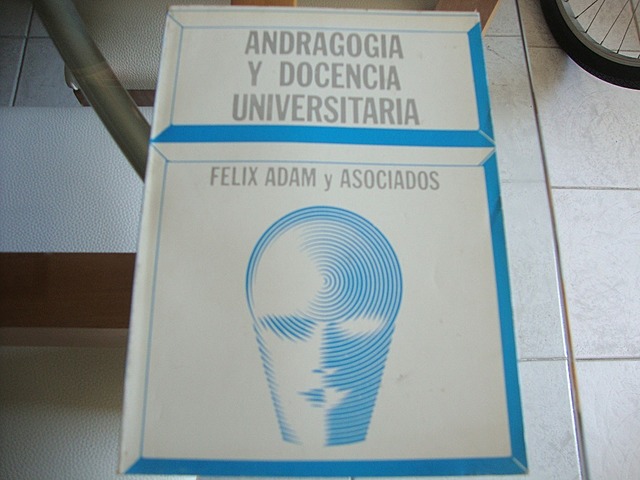 ANDRAGOGIA
Y DOCENCIA
UNIVERSITARIA
FELIX ADAM y ASOCIADOS